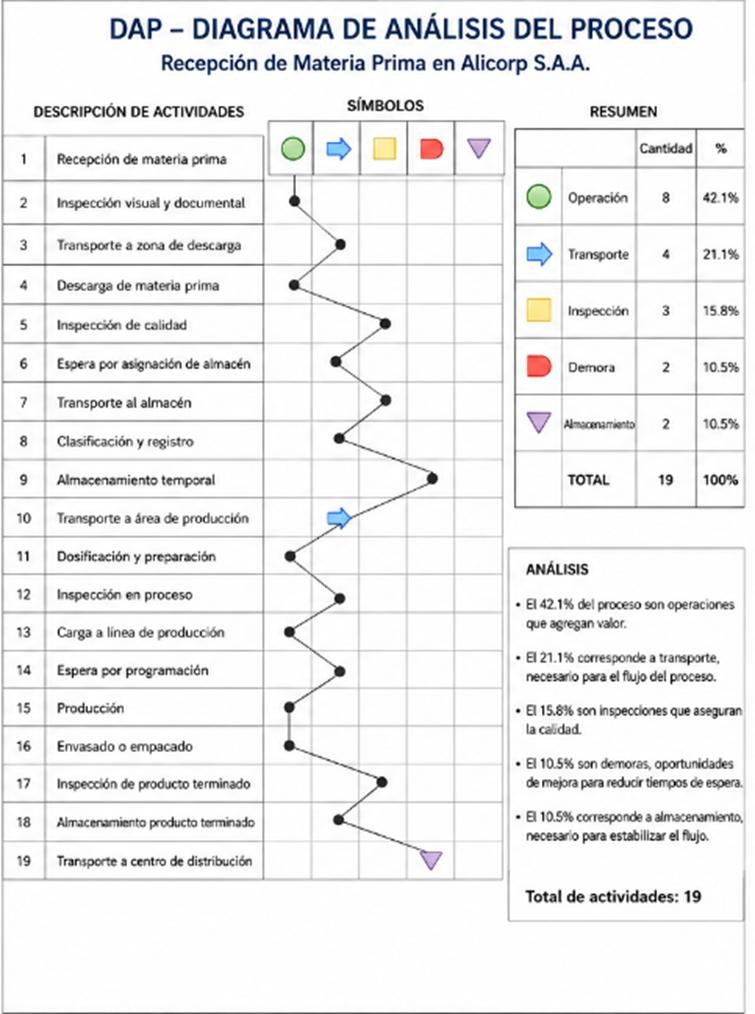 DAP – DIAGRAMA DE ANÁLISIS DEL PROCESO
Recepción de Materia Prima en Alicorp S.A.A.
DESCRIPCIÓN DE ACTIVIDADES
SÍMBOLOS
1 Recepción de materia prima
2 Inspección visual y documental
3 Transporte a zona de descarga
4 Descarga de materia prima
5 Inspección de calidad
6 Espera por asignación de almacén
7 Transporte al almacén
8 Clasificación y registro
9 Almacenamiento temporal
10 Transporte a área de producción
11 Dosificación y preparación
12 Inspección en proceso
13 Carga a línea de producción
14 Espera por programación
15 Producción
16 Envasado o empacado
17 Inspección de producto terminado
18 Almacenamiento producto terminado
19 Transporte a centro de distribución
RESUMEN
Cantidad %
Operación 8 42.1%
Transporte 4 21.1%
Inspección 3 15.8%
Demora 2 10.5%
Almacenamiento 2 10.5%
TOTAL 19 100%
ANÁLISIS
• El 42.1% del proceso son operaciones
que agregan valor.
• El 21.1% corresponde a transporte,
necesario para el flujo del proceso.
• El 15.8% son inspecciones que aseguran
la calidad.
• El 10.5% son demoras, oportunidades
de mejora para reducir tiempos de espera.
• El 10.5% corresponde a almacenamiento,
necesario para estabilizar el flujo.
Total de actividades: 19